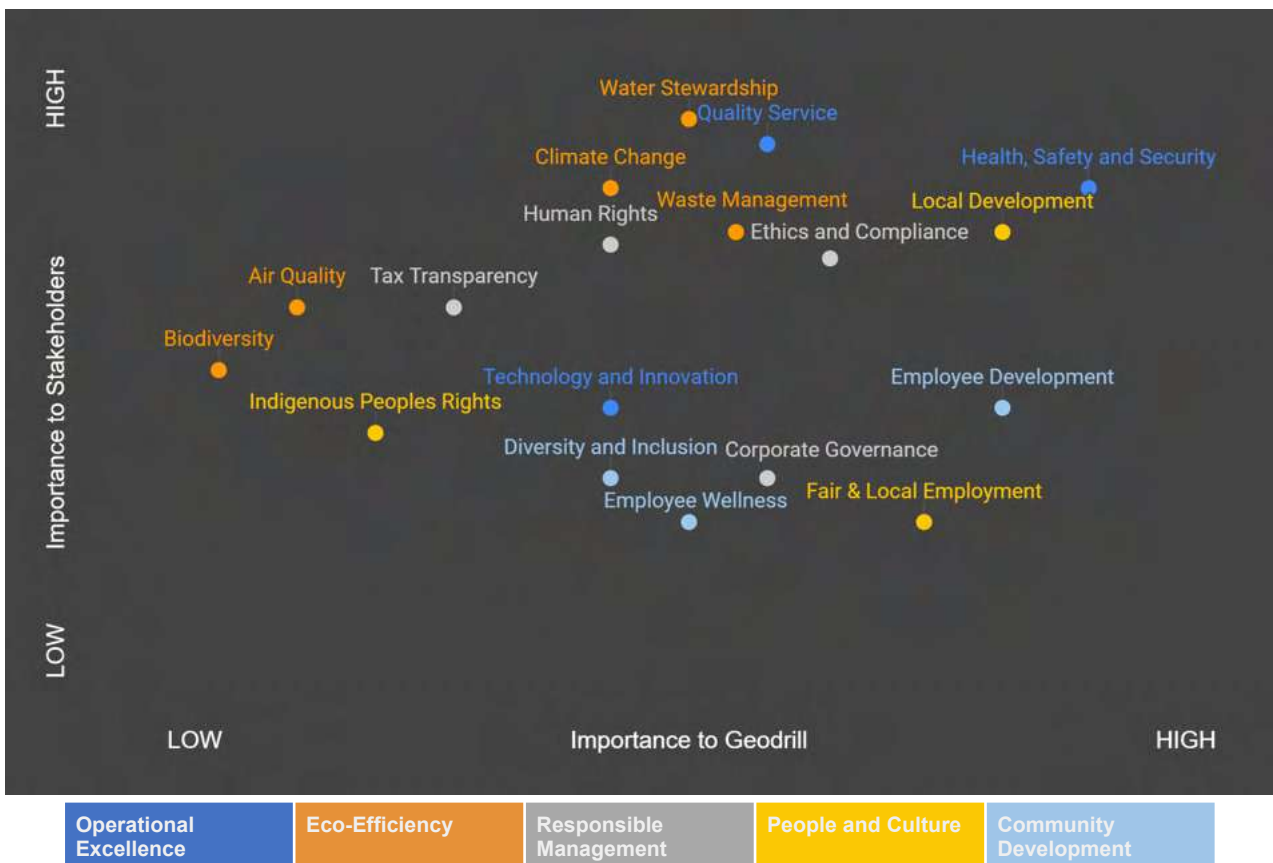 HIGH
Importance to Stakeholders
LOW
Water Stewardship
Quality Service
Climate Change
Health, Safety and Security
Waste Management
Local Development
Human Rights
Ethics and Compliance
Air Quality
Tax Transparency
Biodiversity
Technology and Innovation
Employee Development
Indigenous Peoples Rights
Diversity and Inclusion
Corporate Governance
Employee Wellness
Fair & Local Employment
LOW
Importance to Geodrill
HIGH
Operational
Excellence
Eco-Efficiency
Responsible
Management
People and Culture
Community
Development